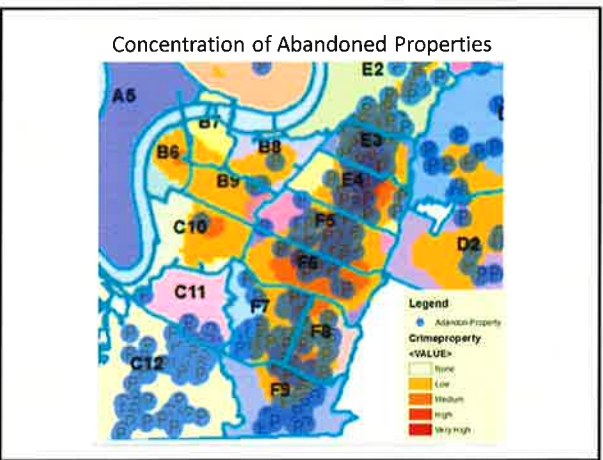 Concentration of Abandoned Properties
E2
A5
B7
E3
B6
B8
B9
E4
C10
F5
D2
F6
C11
F7
F8
C12
F9
Legend
Abandon-Property
Crimeproperty
<VALUE>
None
Low
Medium
High
Very High